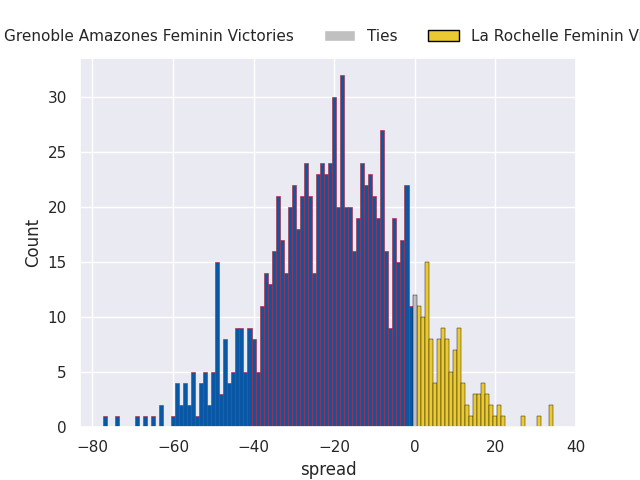 Grenoble Amazones Feminin Victories Ties La Rochelle Feminin
30
25
20
15
10
5
0
Count
−80 −60 −40 −20 0 20 40
spread